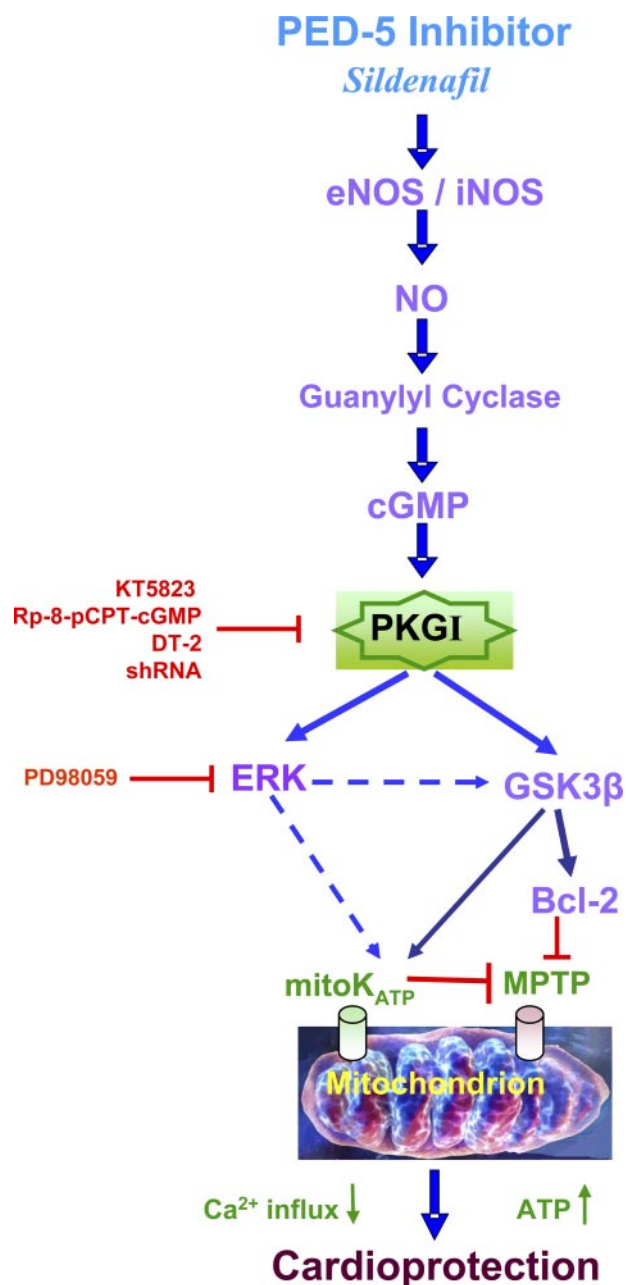 PED-5 Inhibitor
Sildenafil
eNOS / iNOS
NO
Guanylyl Cyclase
cGMP
KT5823
Rp-8-pCPT-cGMP
DT-2
shRNA
PKGI
PD98059
ERK
GSK3β
Bcl-2
mitoK_ATP
MPTP
Mitochondrion
Ca²⁺ influx ↓
ATP ↑
Cardioprotection